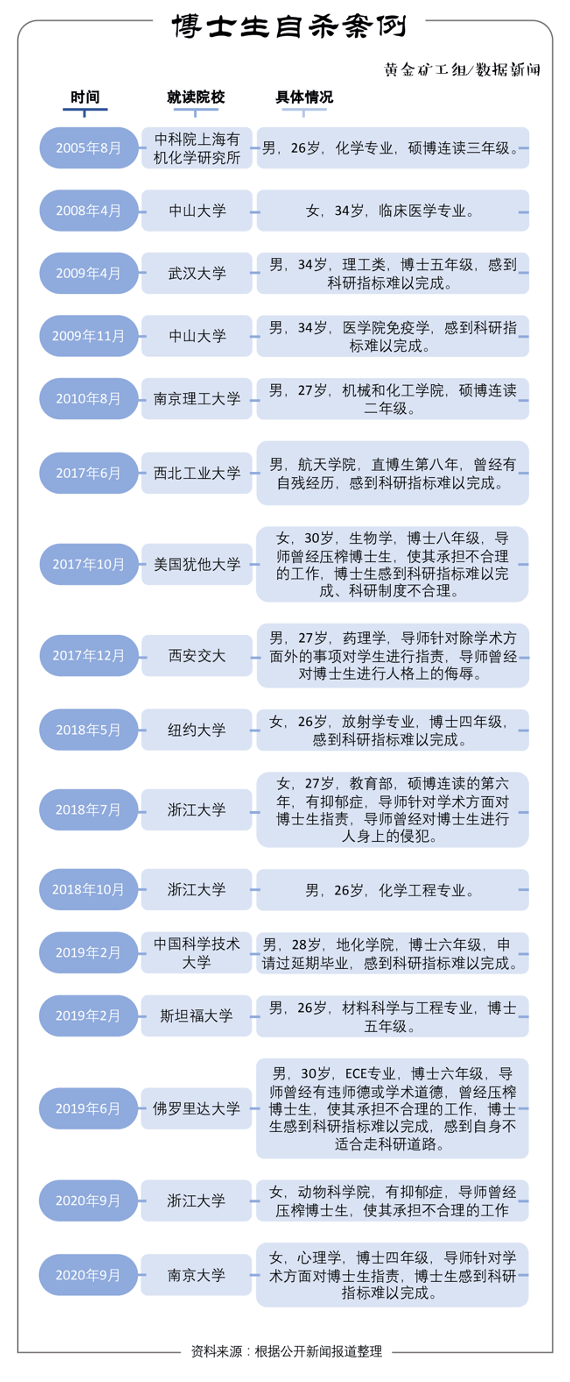 博士生自杀案例
黄金矿工组/数据新闻
时间 就读院校 具体情况
2005年8月
中科院上海有
机化学研究所
男，26岁，化学专业，硕博连读三年级。
2008年4月
中山大学
女，34岁，临床医学专业。
2009年4月
武汉大学
男，34岁，理工类，博士五年级，感到
科研指标难以完成。
2009年11月
中山大学
男，34岁，医学院免疫学，感到科研指
标难以完成。
2010年8月
南京理工大学
男，27岁，机械和化工学院，硕博连读
二年级。
2017年6月
西北工业大学
男，航天学院，直博生第八年，曾经有
自残经历，感到科研指标难以完成。
2017年10月
美国犹他大学
女，30岁，生物学，博士八年级，导
师曾经压榨博士生，使其承担不合理
的工作，博士生感到科研指标难以完
成、科研制度不合理。
2017年12月
西安交大
男，27岁，药理学，导师针对除学术方
面外的事项对学生进行指责，导师曾经
对博士生进行人格上的侮辱。
2018年5月
纽约大学
女，26岁，放射学专业，博士四年级，
感到科研指标难以完成。
2018年7月
浙江大学
女，27岁，教育部，硕博连读的第六
年，有抑郁症，导师针对学术方面对
博士生指责，导师曾经对博士生进行
人身上的侵犯。
2018年10月
浙江大学
男，26岁，化学工程专业。
2019年2月
中国科学技术
大学
男，28岁，地化学院，博士六年级，申
请过延期毕业，感到科研指标难以完成。
2019年2月
斯坦福大学
男，26岁，材料科学与工程专业，博士
五年级。
2019年6月
佛罗里达大学
男，30岁，ECE专业，博士六年级，导
师曾经有违师德或学术道德，曾经压榨
博士生，使其承担不合理的工作，博士
生感到科研指标难以完成，感到自身不
适合走科研道路。
2020年9月
浙江大学
女，动物科学院，有抑郁症，导师曾经
压榨博士生，使其承担不合理的工作
2020年9月
南京大学
女，心理学，博士四年级，导师针对学
术方面对博士生指责，博士生感到科研
指标难以完成。
资料来源：根据公开新闻报道整理